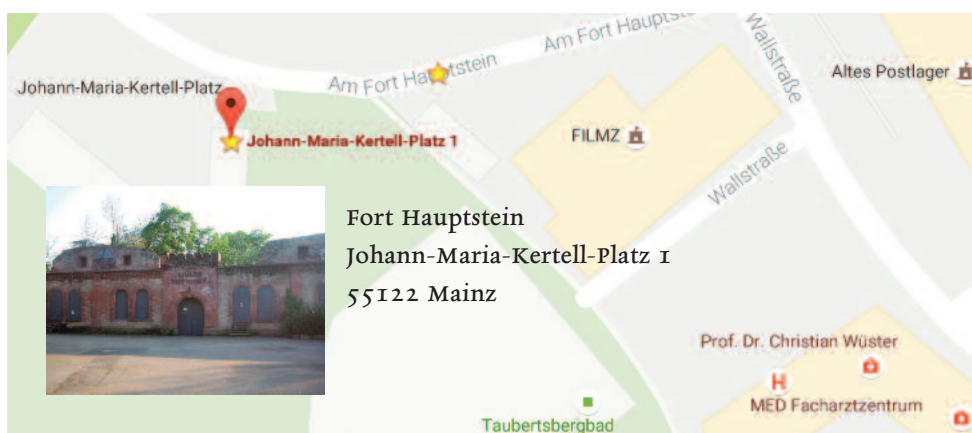 Am Fort Hauptstein
Am Fort Hauptstein
Wallstraße
Altes Postlager
Johann-Maria-Kertell-Platz
Johann-Maria-Kertell-Platz 1
FILMZ
Wallstraße
Fort Hauptstein
Johann-Maria-Kertell-Platz 1
55122 Mainz
Prof. Dr. Christian Wüster
H
MED Facharztzentrum
Taubertsbergbad